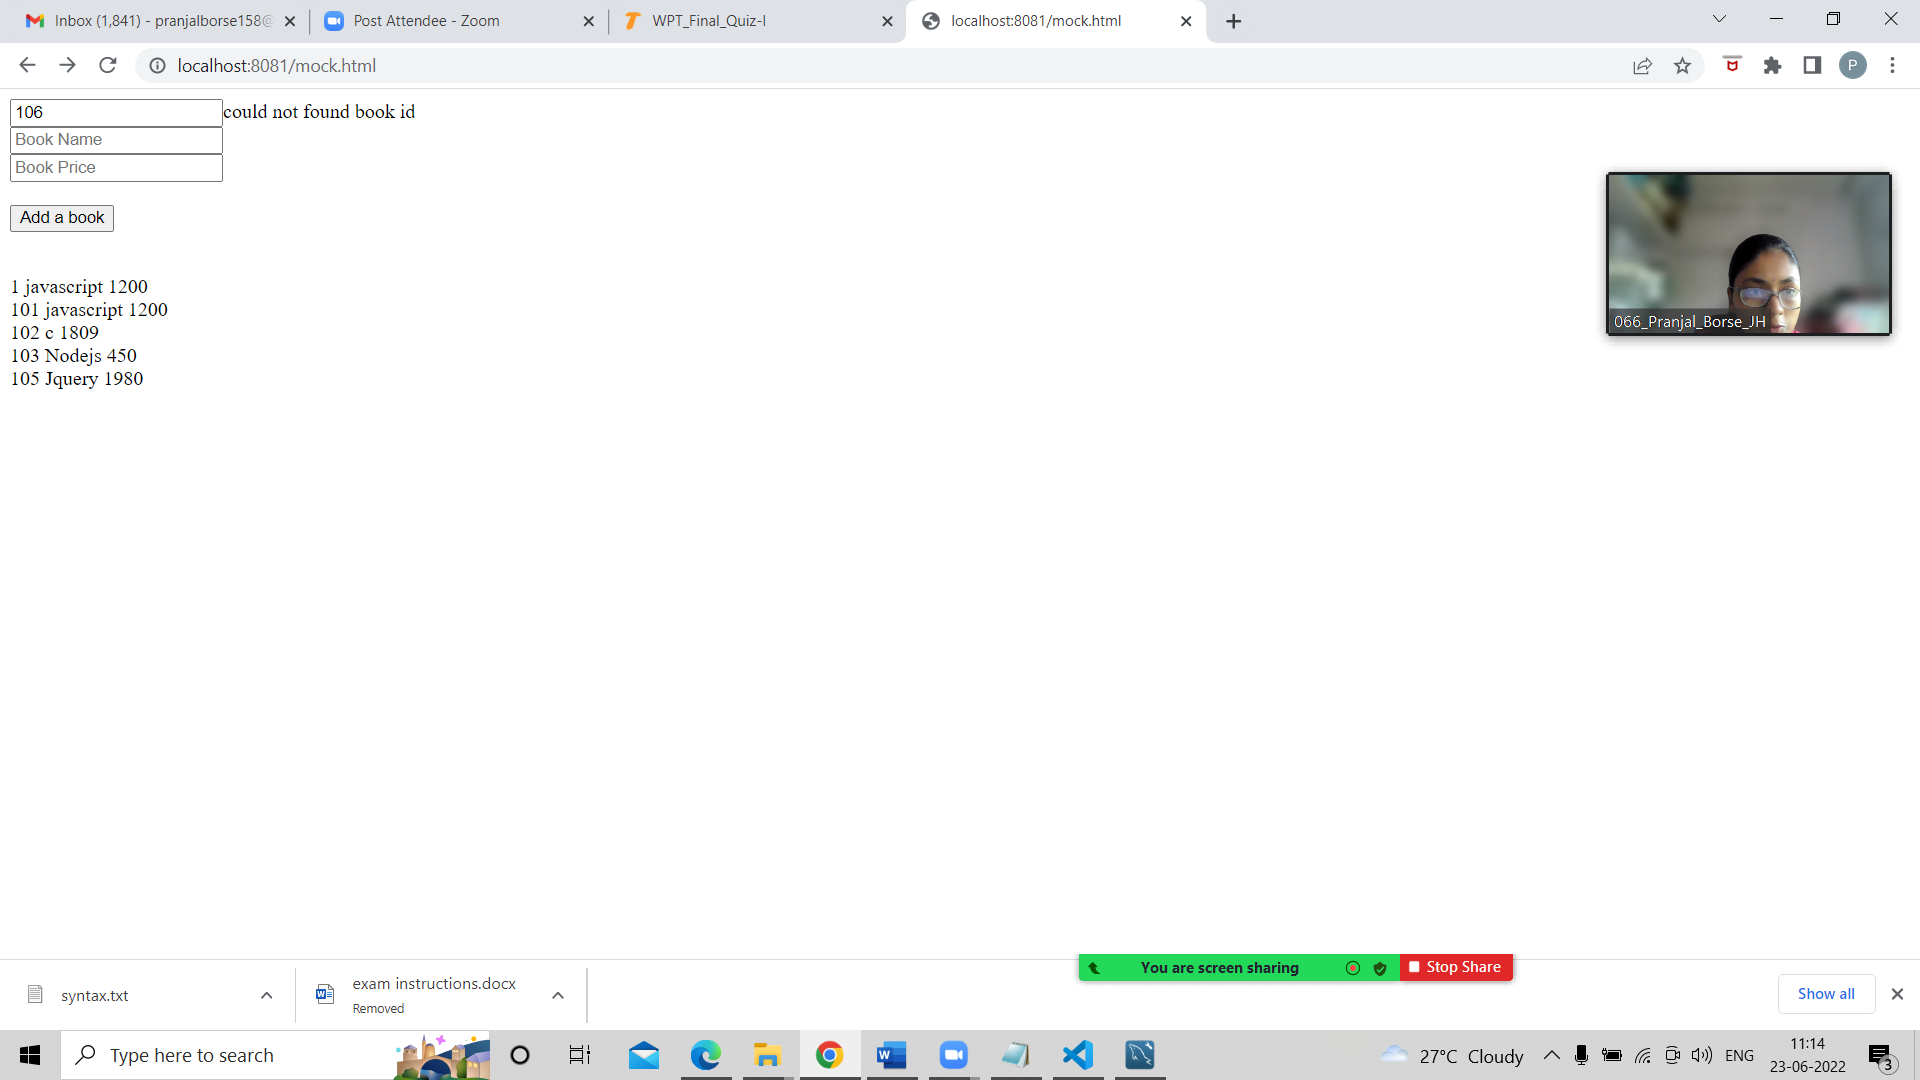 Inbox (1,841) - pranjalborse158@
Post Attendee - Zoom
WPT_Final_Quiz-I
localhost:8081/mock.html
localhost:8081/mock.html
P
106 could not found book id
Book Name
Book Price
Add a book
1 javascript 1200
101 javascript 1200
102 c 1809
103 Nodejs 450
105 Jquery 1980
066_Pranjal_Borse_JH
You are screen sharing
Stop Share
syntax.txt
exam instructions.docx
Removed
Show all
Type here to search
27°C Cloudy
ENG
11:14
23-06-2022
3